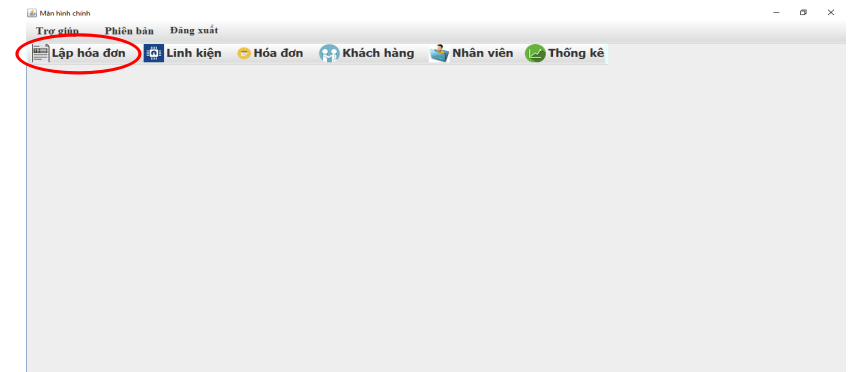 Màn hình chính
Trợ giúp Phiên bản Đăng xuất
Lập hóa đơn Linh kiện Hóa đơn Khách hàng Nhân viên Thống kê